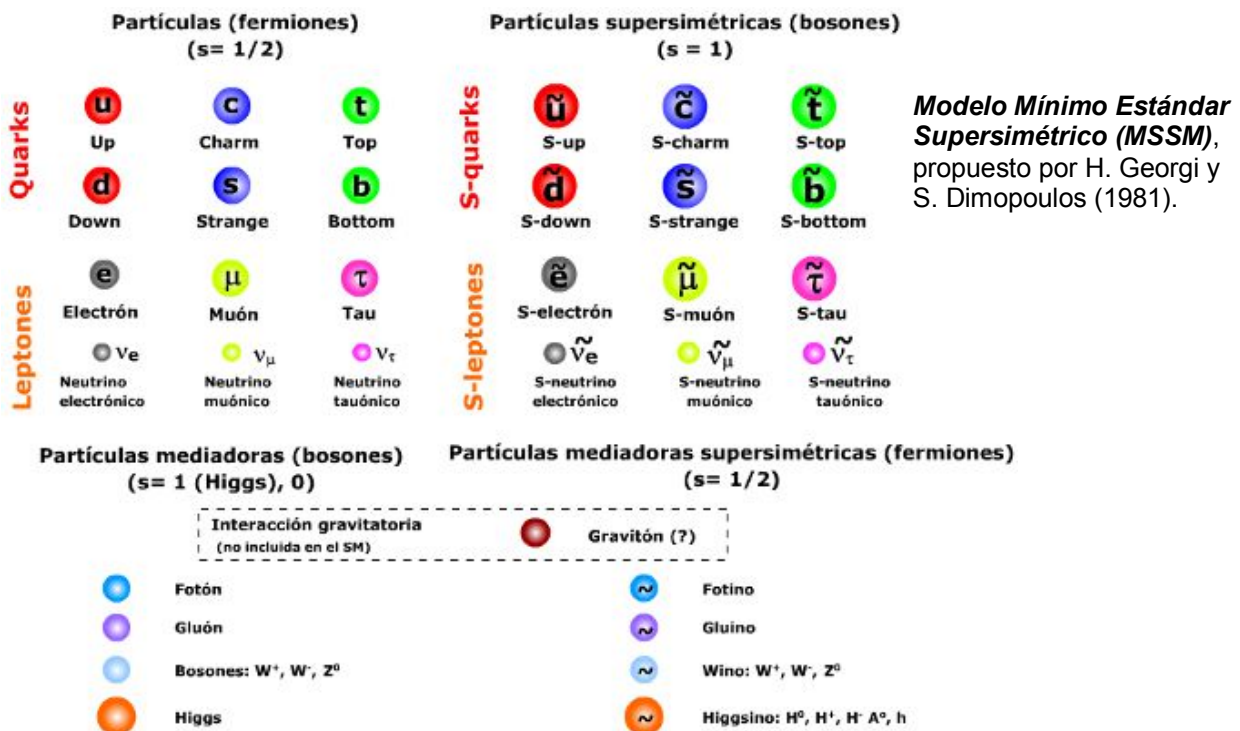 Partículas (fermiones)
(s= 1/2)
Partículas supersimétricas (bosones)
(s = 1)
Quarks
u
c
t
Up
Charm
Top
d
s
b
Down
Strange
Bottom
S-quarks
ũ
c̃
t̃
S-up
S-charm
S-top
d̃
s̃
b̃
S-down
S-strange
S-bottom
Modelo Mínimo Estándar
Supersimétrico (MSSM),
propuesto por H. Georgi y
S. Dimopoulos (1981).
Leptones
e
μ
τ
Electrón
Muón
Tau
νe
νμ
ντ
Neutrino
electrónico
Neutrino
muónico
Neutrino
tauónico
S-leptones
ẽ
μ̃
τ̃
S-electrón
S-muón
S-tau
ν̃e
ν̃μ
ν̃τ
S-neutrino
electrónico
S-neutrino
muónico
S-neutrino
tauónico
Partículas mediadoras (bosones)
(s= 1 (Higgs), 0)
Partículas mediadoras supersimétricas (fermiones)
(s= 1/2)
Interacción gravitatoria
(no incluida en el SM)
Gravitón (?)
Fotón
~ Fotino
Gluón
~ Gluino
Bosones: W⁺, W⁻, Z⁰
~ Wino: W⁺, W⁻, Z⁰
Higgs
~ Higgsino: H⁰, H⁺, H⁻ Aº, h